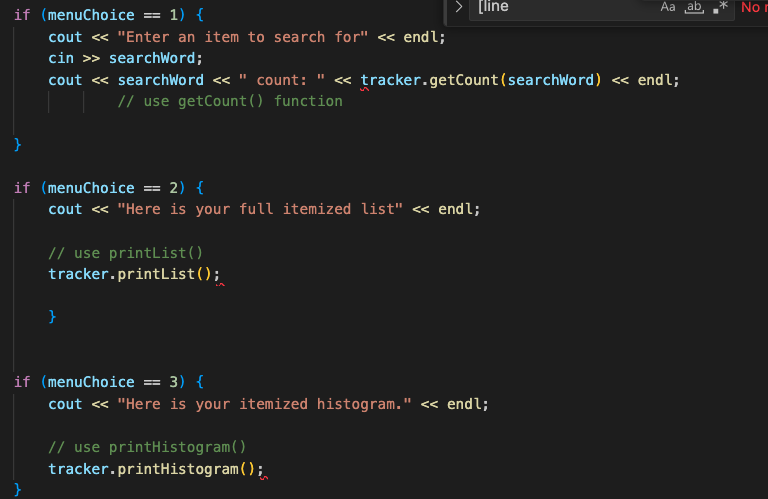 [line Aa ab .* No r
if (menuChoice == 1) {
    cout << "Enter an item to search for" << endl;
    cin >> searchWord;
    cout << searchWord << " count: " << tracker.getCount(searchWord) << endl;
            // use getCount() function
}
if (menuChoice == 2) {
    cout << "Here is your full itemized list" << endl;
    // use printList()
    tracker.printList();
    }
if (menuChoice == 3) {
    cout << "Here is your itemized histogram." << endl;
    // use printHistogram()
    tracker.printHistogram();
}